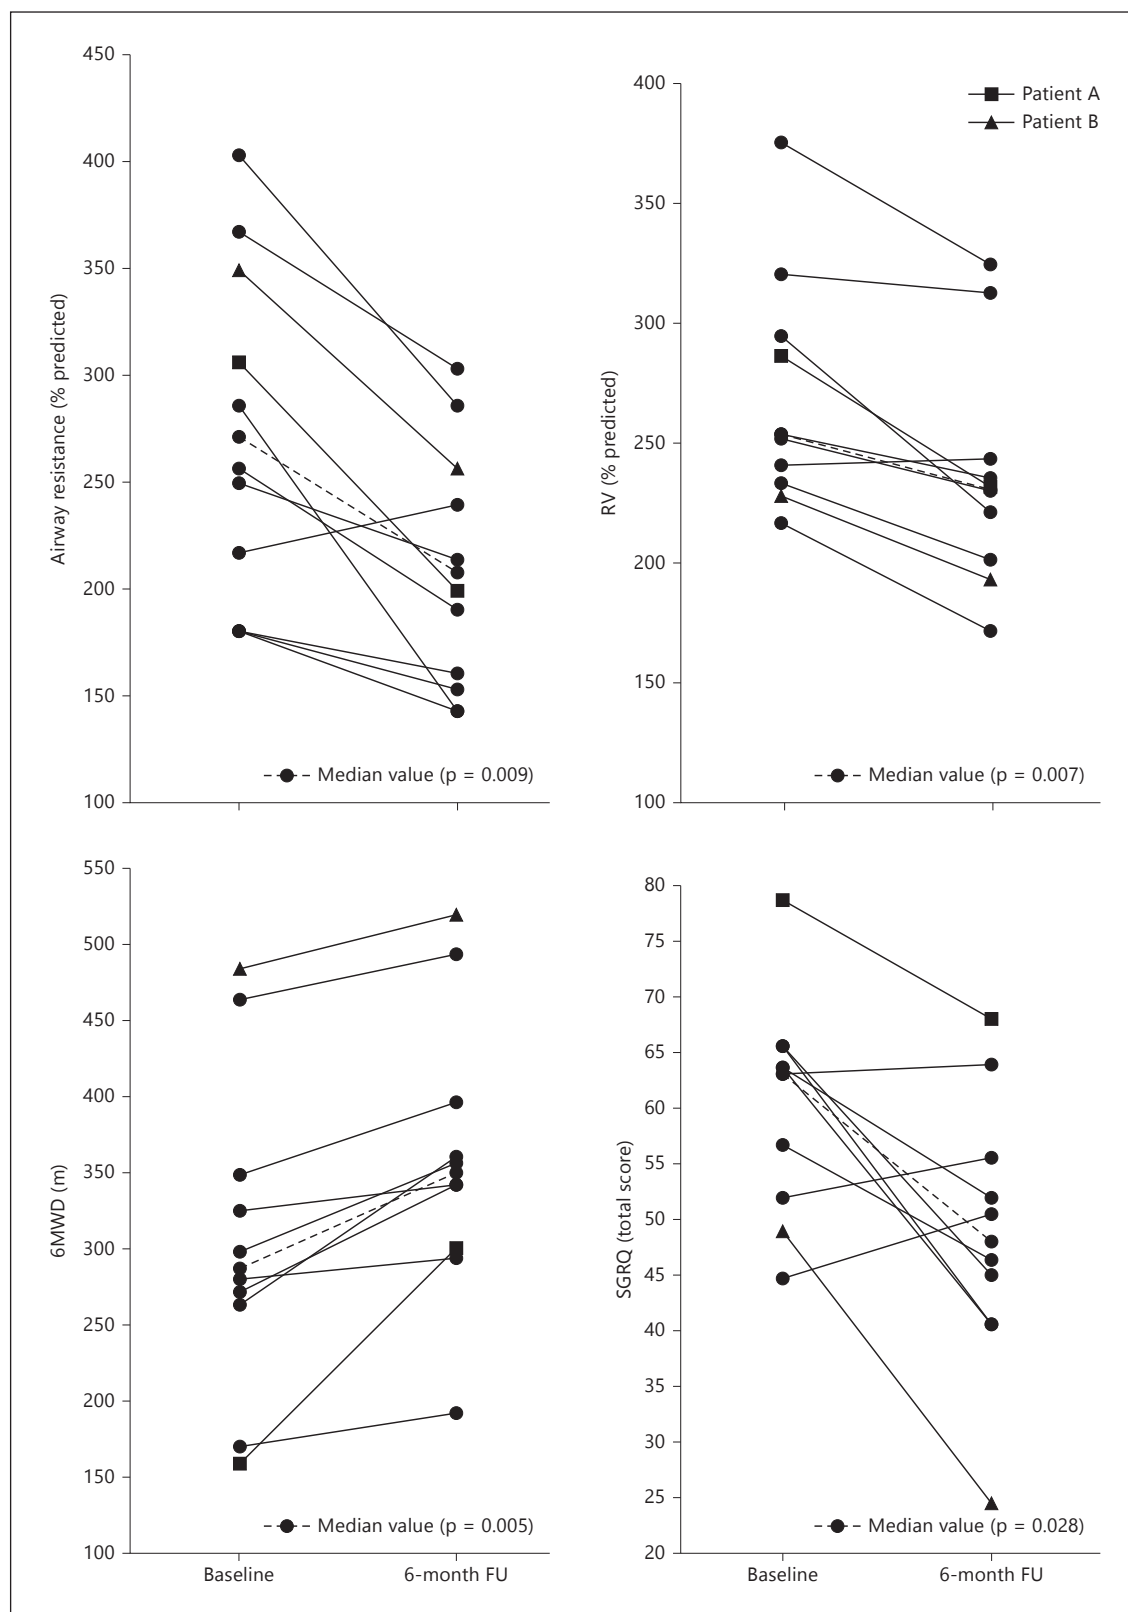 450
400
350
300
250
200
150
100
Airway resistance (% predicted)
Median value (p = 0.009)
400
350
300
250
200
150
100
RV (% predicted)
Patient A
Patient B
Median value (p = 0.007)
550
500
450
400
350
300
250
200
150
100
6MWD (m)
Median value (p = 0.005)
Baseline
6-month FU
80
75
70
65
60
55
50
45
40
35
30
25
20
SGRQ (total score)
Median value (p = 0.028)
Baseline
6-month FU